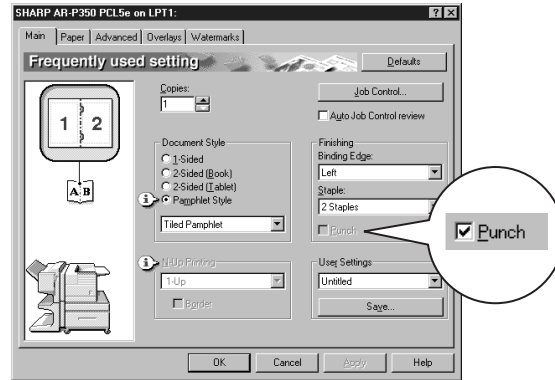 SHARP AR-P350 PCL5e on LPT1:
Main Paper Advanced Overlays Watermarks
Frequently used setting
Defaults
Copies:
1
Job Control...
Auto Job Control review
1 2
A B
Document Style
1-Sided
2-Sided (Book)
2-Sided (Tablet)
Pamphlet Style
Tiled Pamphlet
Finishing
Binding Edge:
Left
Staple:
2 Staples
Punch
Punch
N-Up Printing
1-Up
Border
User Settings
Untitled
Save...
OK Cancel Apply Help